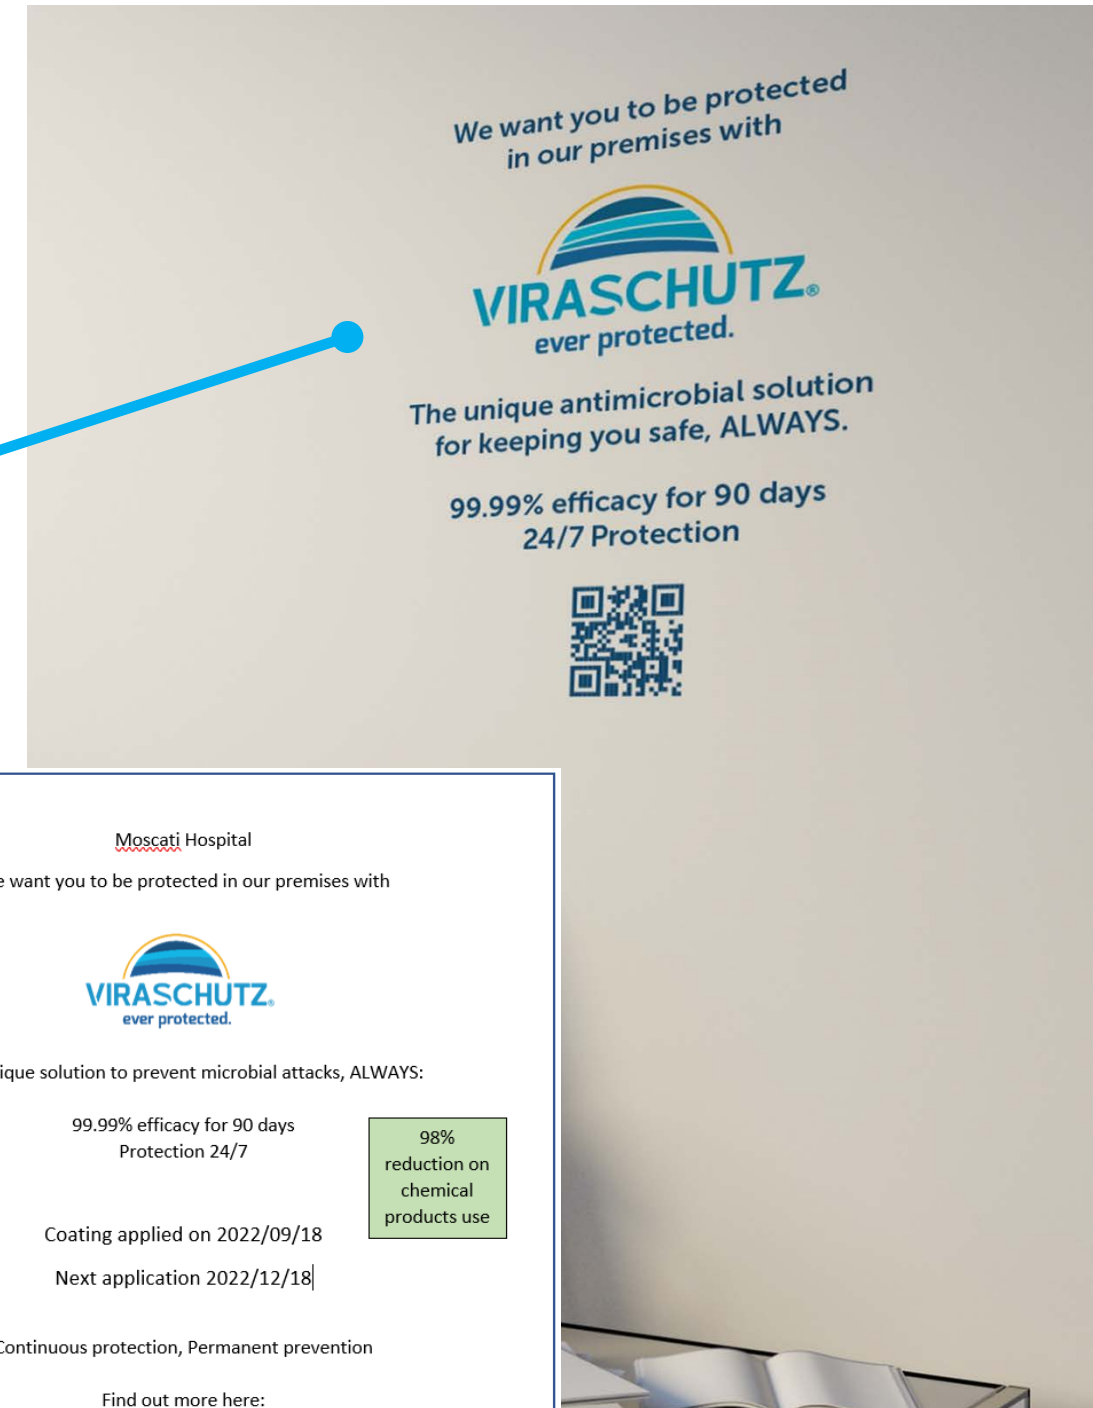 We want you to be protected
in our premises with
VIRASCHUTZ®
ever protected.
The unique antimicrobial solution
for keeping you safe, ALWAYS.
99.99% efficacy for 90 days
24/7 Protection
Moscati Hospital
want you to be protected in our premises with
VIRASCHUTZ®
ever protected.
solution to prevent microbial attacks, ALWAYS:
99.99% efficacy for 90 days
Protection 24/7
98%
reduction on
chemical
products use
Coating applied on 2022/09/18
Next application 2022/12/18
Continuous protection, Permanent prevention
Find out more here: